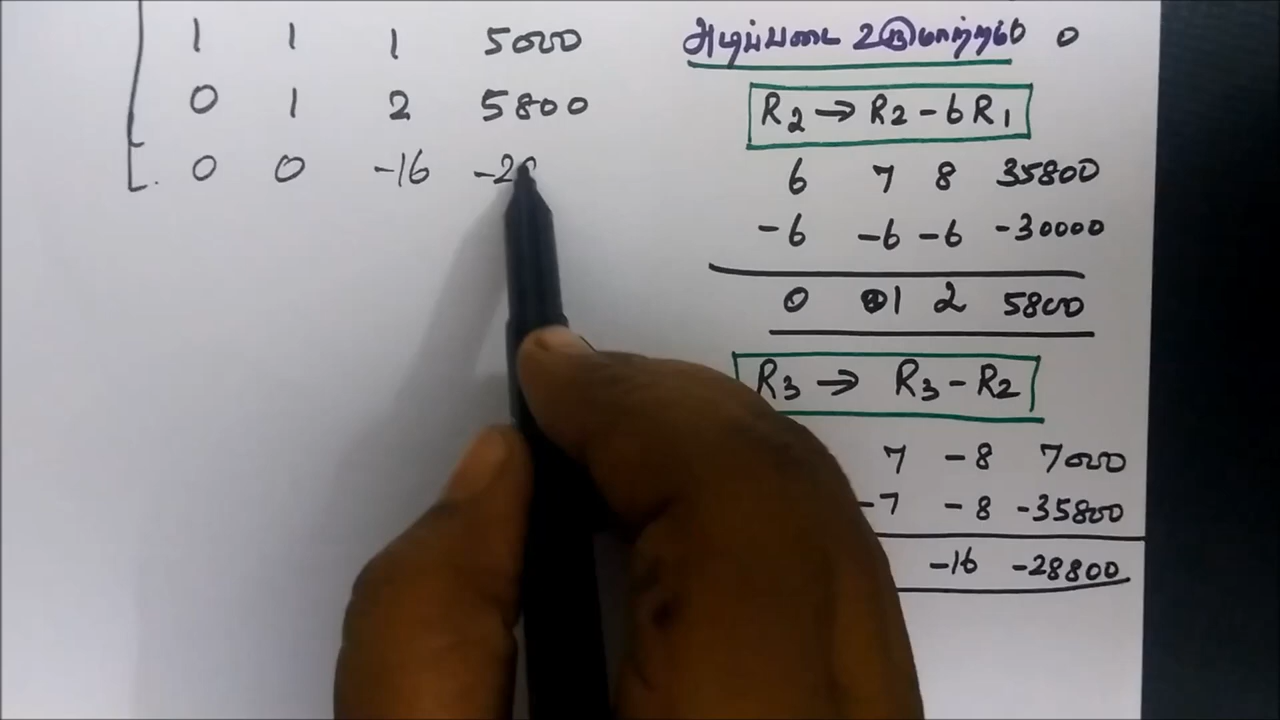 1 1 1 5000
0 1 2 5800
0 0 -16 -28
அடிப்படை உருமாற்றம் 0
R2 → R2 - 6R1
6 7 8 35800
-6 -6 -6 -30000
0 1 2 5800
R3 → R3 - R2
7 -8 7000
-7 -8 -35800
-16 -28800